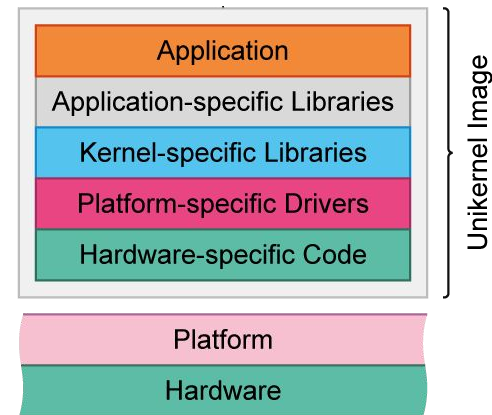 Application
Application-specific Libraries
Kernel-specific Libraries
Platform-specific Drivers
Hardware-specific Code
Unikernel Image
Platform
Hardware